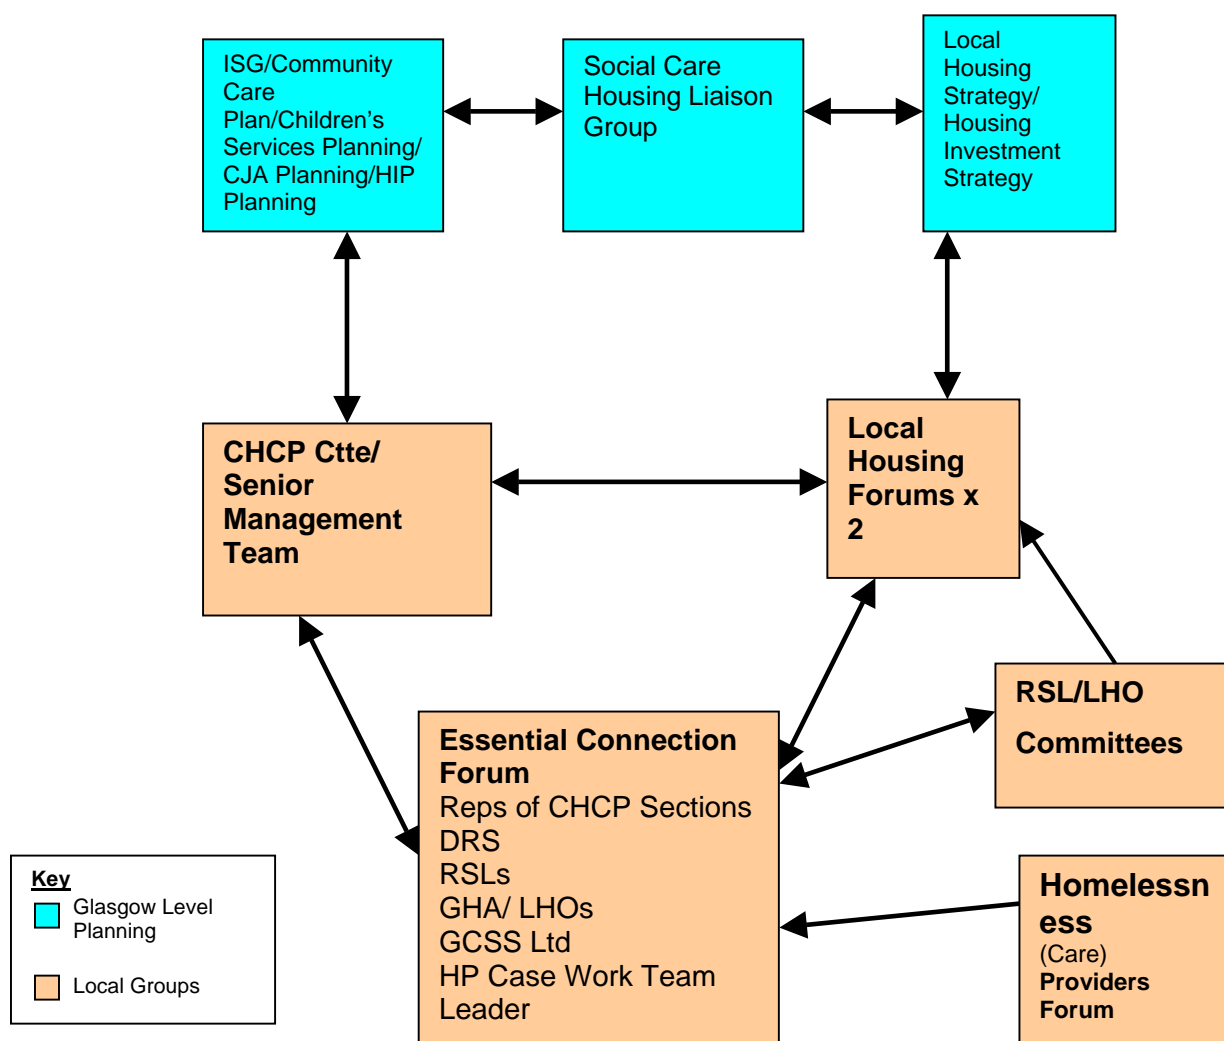 ISG/Community
Care
Plan/Children’s
Services Planning/
CJA Planning/HIP
Planning
Social Care
Housing Liaison
Group
Local
Housing
Strategy/
Housing
Investment
Strategy
CHCP Ctte/
Senior
Management
Team
Local
Housing
Forums x
2
RSL/LHO
Committees
Essential Connection
Forum
Reps of CHCP Sections
DRS
RSLs
GHA/ LHOs
GCSS Ltd
HP Case Work Team
Leader
Homelessn
ess
(Care)
Providers
Forum
Key
Glasgow Level
Planning
Local Groups